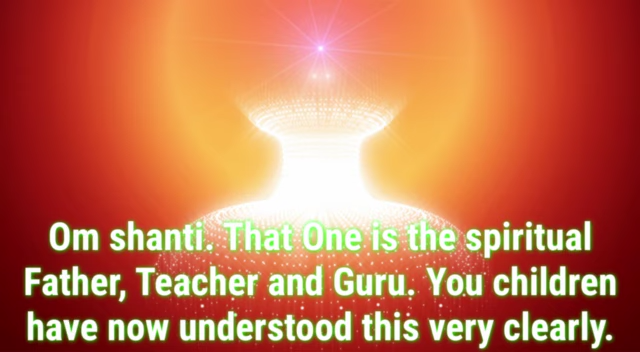 Om shanti. That One is the spiritual
Father, Teacher and Guru. You children
have now understood this very clearly.